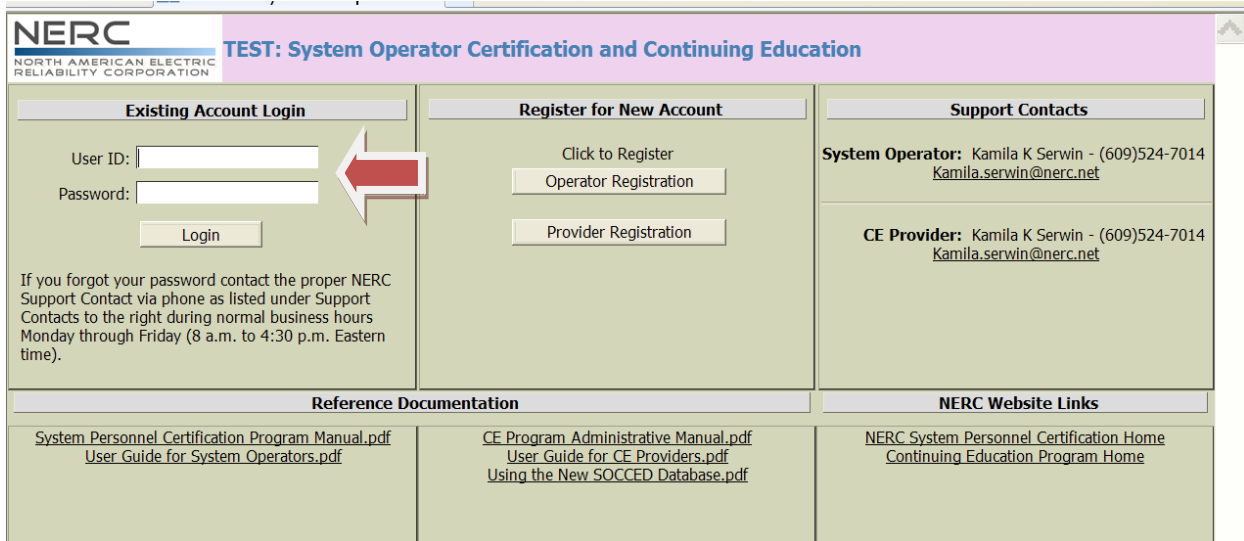 NERC
NORTH AMERICAN ELECTRIC
RELIABILITY CORPORATION
TEST: System Operator Certification and Continuing Education
Existing Account Login
User ID:
Password:
Login
If you forgot your password contact the proper NERC
Support Contact via phone as listed under Support
Contacts to the right during normal business hours
Monday through Friday (8 a.m. to 4:30 p.m. Eastern
time).
Register for New Account
Click to Register
Operator Registration
Provider Registration
Support Contacts
System Operator: Kamila K Serwin - (609)524-7014
Kamila.serwin@nerc.net
CE Provider: Kamila K Serwin - (609)524-7014
Kamila.serwin@nerc.net
Reference Documentation
System Personnel Certification Program Manual.pdf
User Guide for System Operators.pdf
CE Program Administrative Manual.pdf
User Guide for CE Providers.pdf
Using the New SOCCED Database.pdf
NERC Website Links
NERC System Personnel Certification Home
Continuing Education Program Home